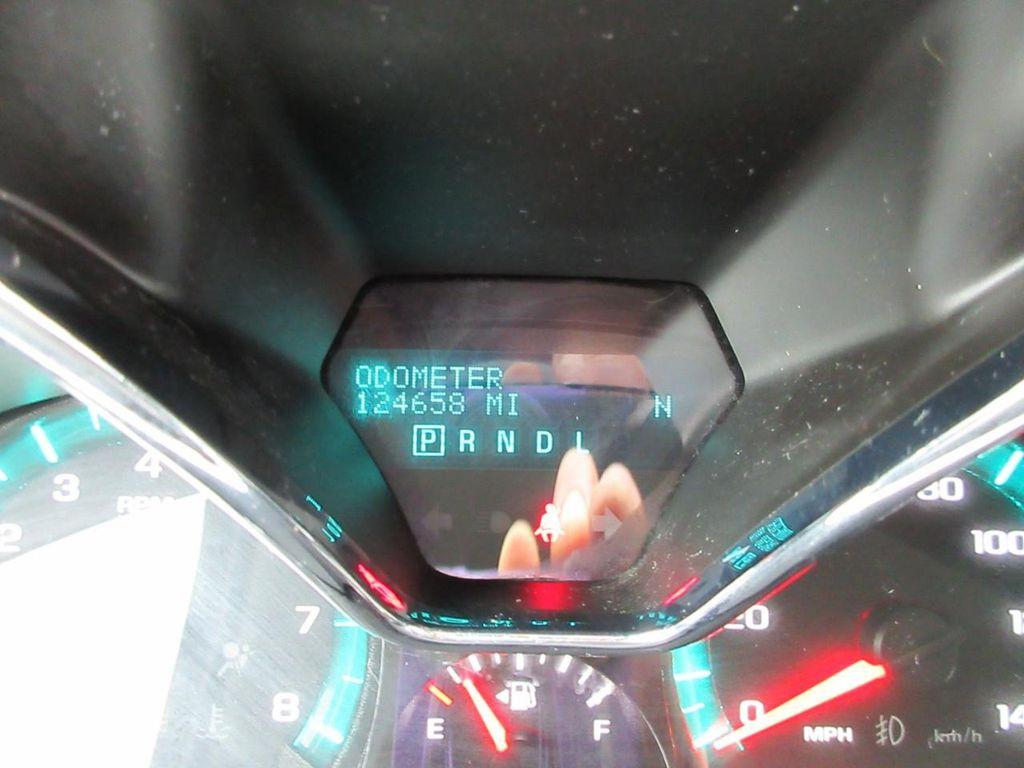 ODOMETER
124658 MI N
P R N D L
4
3
RPM
2
80
100
7
20
8
E F
0
MPH km/h